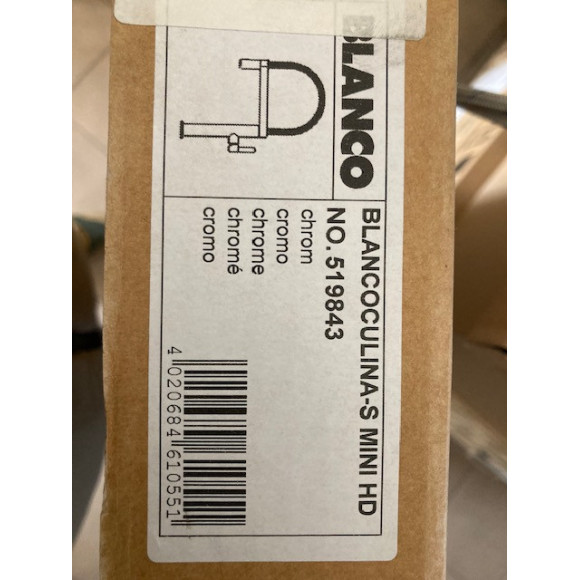 BLANCO
BLANCOCULINA-S MINI HD
NO. 519843
chrom
cromo
chrome
chromé
cromo
4 020684 610551